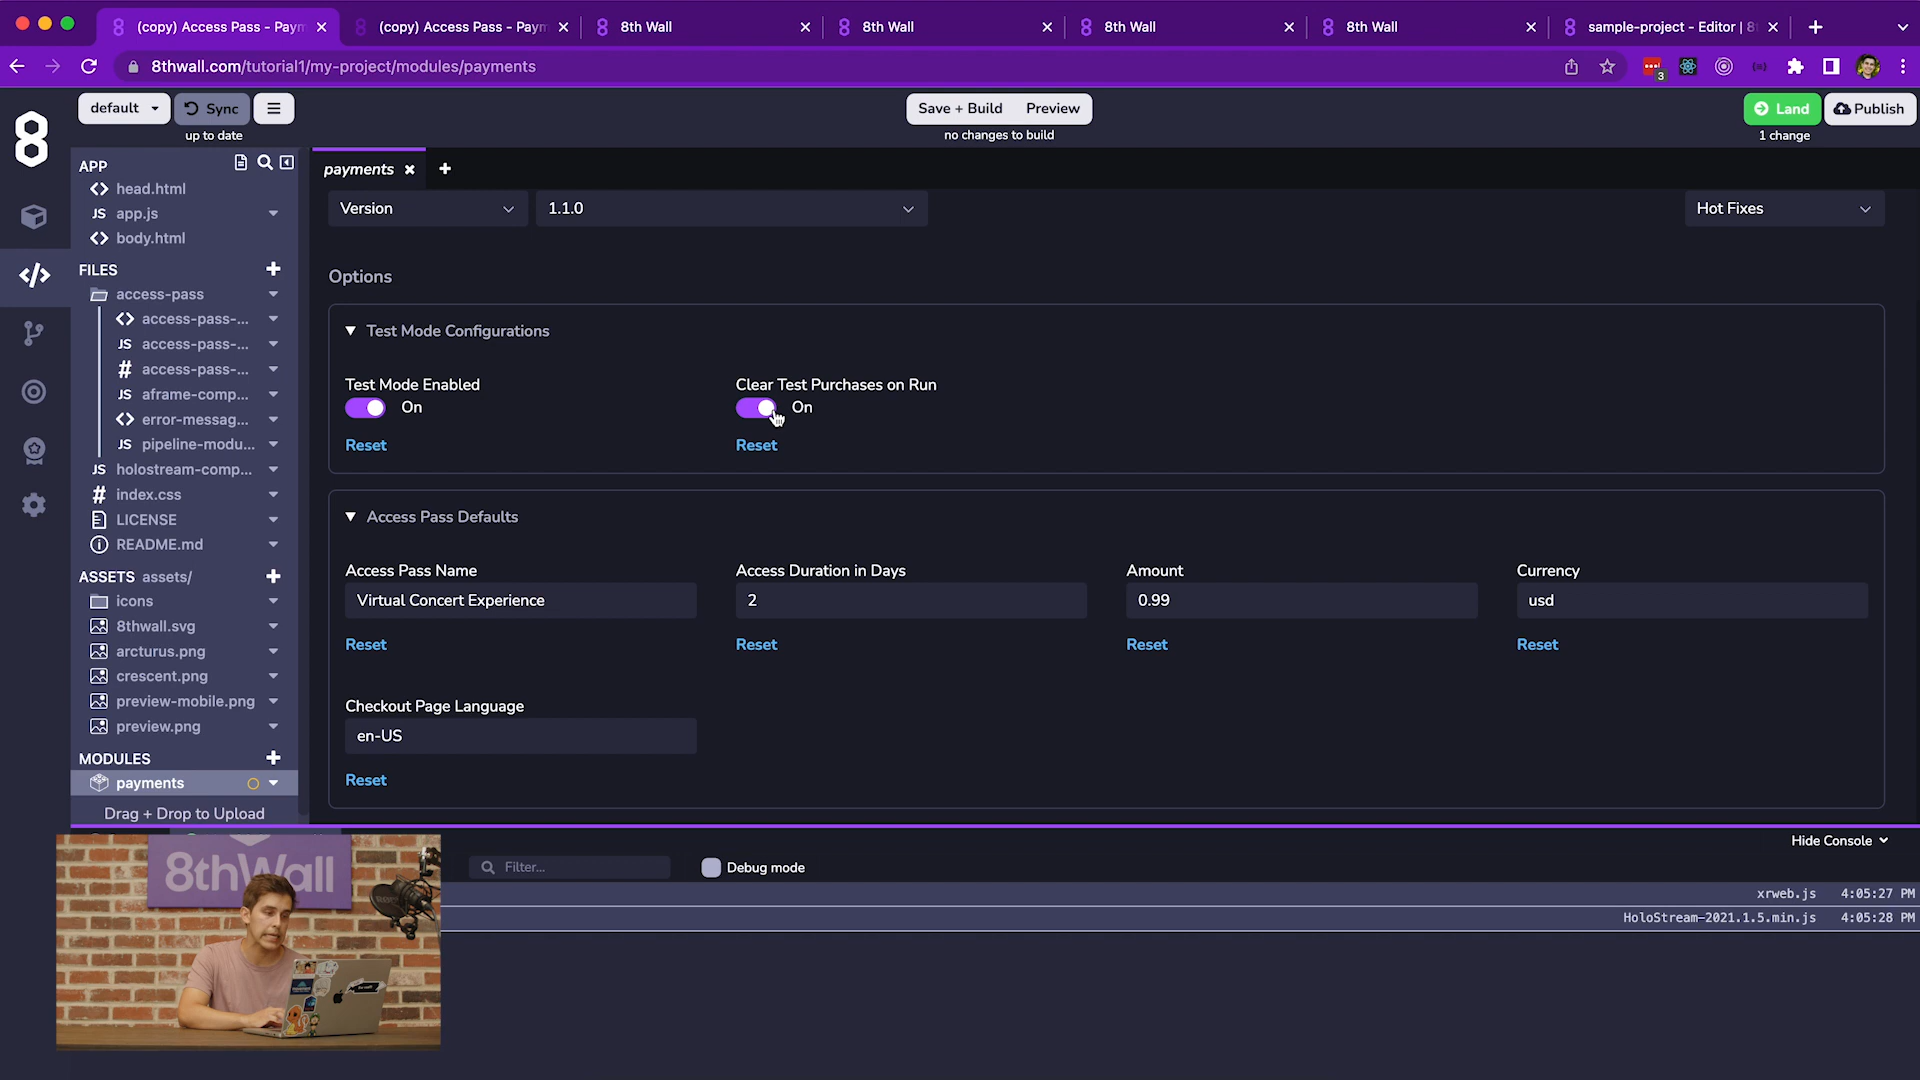 (copy) Access Pass - Paym
(copy) Access Pass - Paym
8th Wall
8th Wall
8th Wall
8th Wall
sample-project - Editor | 8
8thwall.com/tutorial1/my-project/modules/payments
3
default
Sync
up to date
Save + Build
Preview
no changes to build
Land
1 change
Publish
APP
head.html
JS app.js
body.html
FILES
access-pass
access-pass-...
JS access-pass-...
# access-pass-...
JS aframe-comp...
error-messag...
JS pipeline-modu...
JS holostream-comp...
# index.css
LICENSE
README.md
ASSETS assets/
icons
8thwall.svg
arcturus.png
crescent.png
preview-mobile.png
preview.png
MODULES
payments
Drag + Drop to Upload
payments
Version
1.1.0
Hot Fixes
Options
Test Mode Configurations
Test Mode Enabled
On
Reset
Clear Test Purchases on Run
On
Reset
Access Pass Defaults
Access Pass Name
Virtual Concert Experience
Reset
Access Duration in Days
2
Reset
Amount
0.99
Reset
Currency
usd
Reset
Checkout Page Language
en-US
Reset
Hide Console
Filter...
Debug mode
xrweb.js 4:05:27 PM
HoloStream-2021.1.5.min.js 4:05:28 PM
8thWall